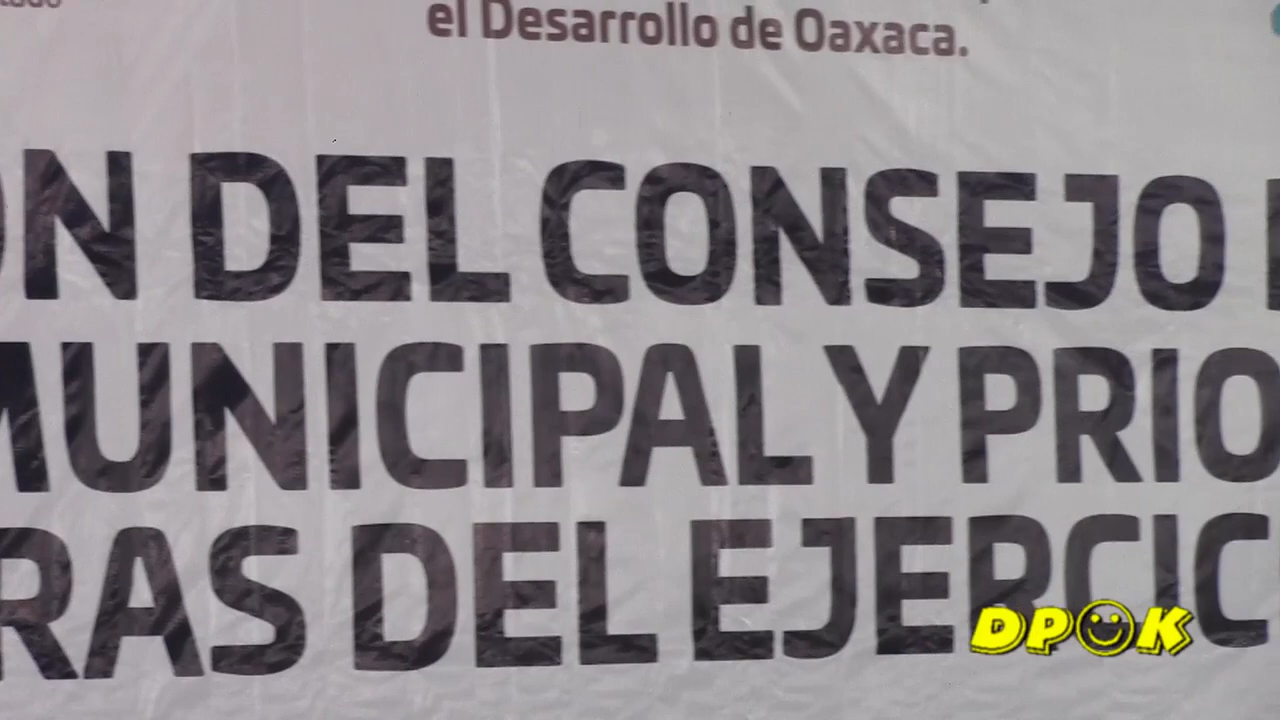 el Desarrollo de Oaxaca.
N DEL CONSEJO
MUNICIPAL Y PRIO
RAS DEL EJERCIC
DPOK